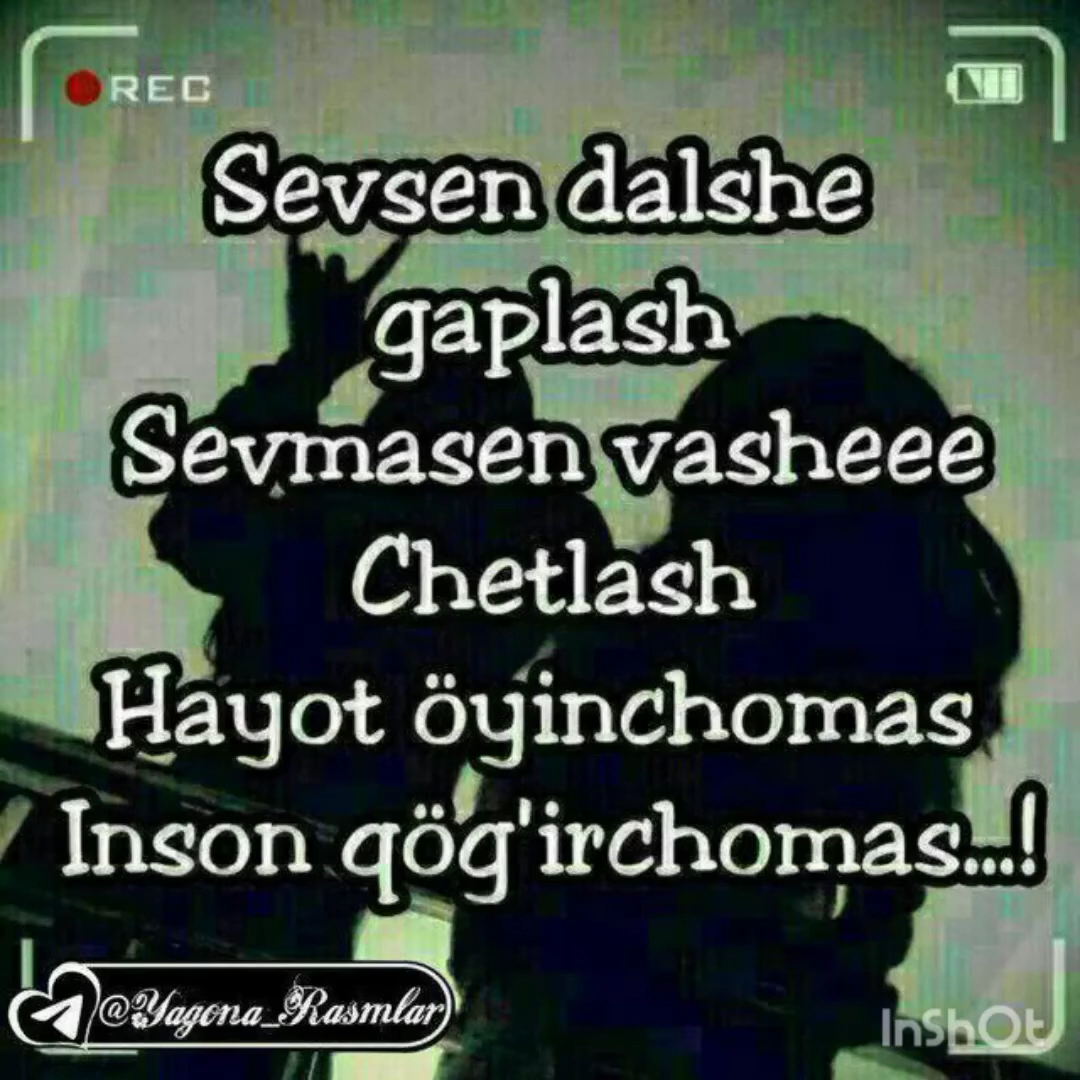 REC
Sevsen dalshe
gaplash
Sevmasen vasheee
Chetlash
Hayot öyinchomas
Inson qög'irchomas...!
@Yagona_Rasmlar
InShOt